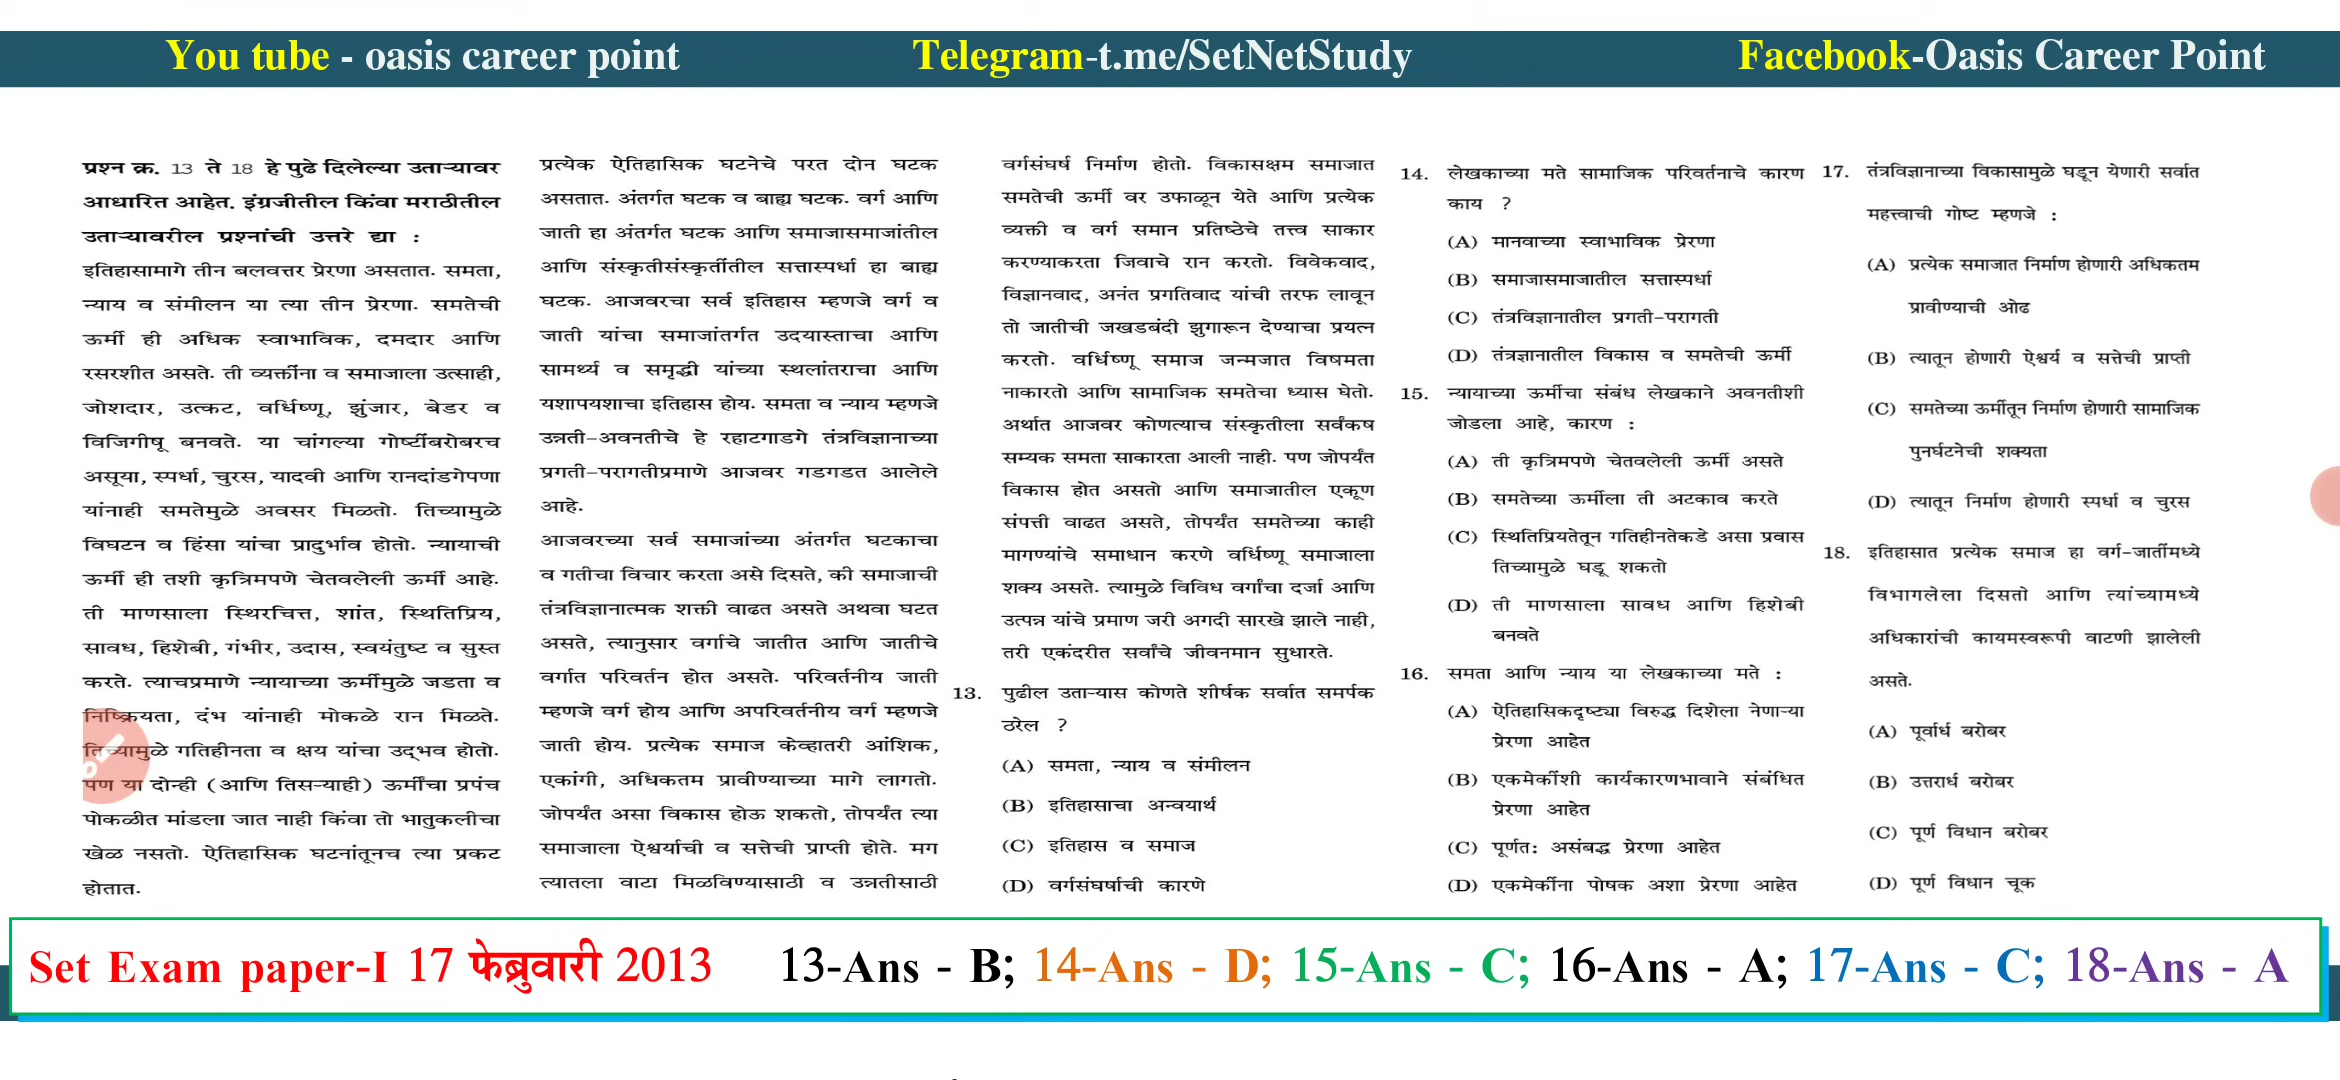 You tube - oasis career point
Telegram-t.me/SetNetStudy
Facebook-Oasis Career Point
प्रश्न क्र. 13 ते 18 हे पुढे दिलेल्या उताऱ्यावर
आधारित आहेत. इंग्रजीतील किंवा मराठीतील
उताऱ्यावरील प्रश्नांची उत्तरे द्या :
इतिहासामागे तीन बलवत्तर प्रेरणा असतात. समता,
न्याय व संमीलन या त्या तीन प्रेरणा. समतेची
ऊर्मी ही अधिक स्वाभाविक, दमदार आणि
रसरशीत असते. ती व्यक्तींना व समाजाला उत्साही,
जोशदार, उत्कट, वर्धिष्णू, झुंजार, बेडर व
विजिगीषू बनवते. या चांगल्या गोष्टींबरोबरच
असूया, स्पर्धा, चुरस, यादवी आणि रानदांडगेपणा
यांनाही समतेमुळे अवसर मिळतो. तिच्यामुळे
विघटन व हिंसा यांचा प्रादुर्भाव होतो. न्यायाची
ऊर्मी ही तशी कृत्रिमपणे चेतवलेली ऊर्मी आहे.
ती माणसाला स्थिरचित्त, शांत, स्थितिप्रिय,
सावध, हिशेबी, गंभीर, उदास, स्वयंतुष्ट व सुस्त
करते. त्याचप्रमाणे न्यायाच्या ऊर्मीमुळे जडता व
निष्क्रियता, दंभ यांनाही मोकळे रान मिळते.
तिच्यामुळे गतिहीनता व क्षय यांचा उद्‌भव होतो.
पण या दोन्ही (आणि तिसऱ्याही) ऊर्मींचा प्रपंच
पोकळीत मांडला जात नाही किंवा तो भातुकलीचा
खेळ नसतो. ऐतिहासिक घटनांतूनच त्या प्रकट
होतात.
प्रत्येक ऐतिहासिक घटनेचे परत दोन घटक
असतात. अंतर्गत घटक व बाह्य घटक. वर्ग आणि
जाती हा अंतर्गत घटक आणि समाजासमाजांतील
आणि संस्कृतीसंस्कृतींतील सत्तास्पर्धा हा बाह्य
घटक. आजवरचा सर्व इतिहास म्हणजे वर्ग व
जाती यांचा समाजांतर्गत उदयास्ताचा आणि
सामर्थ्य व समृद्धी यांच्या स्थलांतराचा आणि
यशापयशाचा इतिहास होय. समता व न्याय म्हणजे
उन्नती-अवनतीचे हे रहाटगाडगे तंत्रविज्ञानाच्या
प्रगती-परागतीप्रमाणे आजवर गडगडत आलेले
आहे.
आजवरच्या सर्व समाजांच्या अंतर्गत घटकाचा
व गतीचा विचार करता असे दिसते, की समाजाची
तंत्रविज्ञानात्मक शक्ती वाढत असते अथवा घटत
असते, त्यानुसार वर्गाचे जातीत आणि जातीचे
वर्गात परिवर्तन होत असते. परिवर्तनीय जाती
म्हणजे वर्ग होय आणि अपरिवर्तनीय वर्ग म्हणजे
जाती होय. प्रत्येक समाज केव्हातरी आंशिक,
एकांगी, अधिकतम प्रावीण्याच्या मागे लागतो.
जोपर्यंत असा विकास होऊ शकतो, तोपर्यंत त्या
समाजाला ऐश्वर्याची व सत्तेची प्राप्ती होते. मग
त्यातला वाटा मिळविण्यासाठी व उन्नतीसाठी
वर्गसंघर्ष निर्माण होतो. विकासक्षम समाजात
समतेची ऊर्मी वर उफाळून येते आणि प्रत्येक
व्यक्ती व वर्ग समान प्रतिष्ठेचे तत्त्व साकार
करण्याकरता जिवाचे रान करतो. विवेकवाद,
विज्ञानवाद, अनंत प्रगतिवाद यांची तरफ लावून
तो जातीची जखडबंदी झुगारून देण्याचा प्रयत्न
करतो. वर्धिष्णू समाज जन्मजात विषमता
नाकारतो आणि सामाजिक समतेचा ध्यास घेतो.
अर्थात आजवर कोणत्याच संस्कृतीला सर्वंकष
सम्यक समता साकारता आली नाही. पण जोपर्यंत
विकास होत असतो आणि समाजातील एकूण
संपत्ती वाढत असते, तोपर्यंत समतेच्या काही
मागण्यांचे समाधान करणे वर्धिष्णू समाजाला
शक्य असते. त्यामुळे विविध वर्गांचा दर्जा आणि
उत्पन्न यांचे प्रमाण जरी अगदी सारखे झाले नाही,
तरी एकंदरीत सर्वांचे जीवनमान सुधारते.
13. पुढील उताऱ्यास कोणते शीर्षक सर्वात समर्पक
ठरेल ?
(A) समता, न्याय व संमीलन
(B) इतिहासाचा अन्वयार्थ
(C) इतिहास व समाज
(D) वर्गसंघर्षाची कारणे
14. लेखकाच्या मते सामाजिक परिवर्तनाचे कारण
काय ?
(A) मानवाच्या स्वाभाविक प्रेरणा
(B) समाजासमाजातील सत्तास्पर्धा
(C) तंत्रविज्ञानातील प्रगती-परागती
(D) तंत्रज्ञानातील विकास व समतेची ऊर्मी
15. न्यायाच्या ऊर्मीचा संबंध लेखकाने अवनतीशी
जोडला आहे, कारण :
(A) ती कृत्रिमपणे चेतवलेली ऊर्मी असते
(B) समतेच्या ऊर्मीला ती अटकाव करते
(C) स्थितिप्रियतेतून गतिहीनतेकडे असा प्रवास
तिच्यामुळे घडू शकतो
(D) ती माणसाला सावध आणि हिशेबी
बनवते
16. समता आणि न्याय या लेखकाच्या मते :
(A) ऐतिहासिकदृष्ट्या विरुद्ध दिशेला नेणाऱ्या
प्रेरणा आहेत
(B) एकमेकींशी कार्यकारणभावाने संबंधित
प्रेरणा आहेत
(C) पूर्णतः असंबद्ध प्रेरणा आहेत
(D) एकमेकींना पोषक अशा प्रेरणा आहेत
17. तंत्रविज्ञानाच्या विकासामुळे घडून येणारी सर्वात
महत्त्वाची गोष्ट म्हणजे :
(A) प्रत्येक समाजात निर्माण होणारी अधिकतम
प्रावीण्याची ओढ
(B) त्यातून होणारी ऐश्वर्य व सत्तेची प्राप्ती
(C) समतेच्या ऊर्मीतून निर्माण होणारी सामाजिक
पुनर्घटनेची शक्यता
(D) त्यातून निर्माण होणारी स्पर्धा व चुरस
18. इतिहासात प्रत्येक समाज हा वर्ग-जातींमध्ये
विभागलेला दिसतो आणि त्यांच्यामध्ये
अधिकारांची कायमस्वरूपी वाटणी झालेली
असते.
(A) पूर्वार्ध बरोबर
(B) उत्तरार्ध बरोबर
(C) पूर्ण विधान बरोबर
(D) पूर्ण विधान चूक
Set Exam paper-I 17 फेब्रुवारी 2013 13-Ans - B; 14-Ans - D; 15-Ans - C; 16-Ans - A; 17-Ans - C; 18-Ans - A